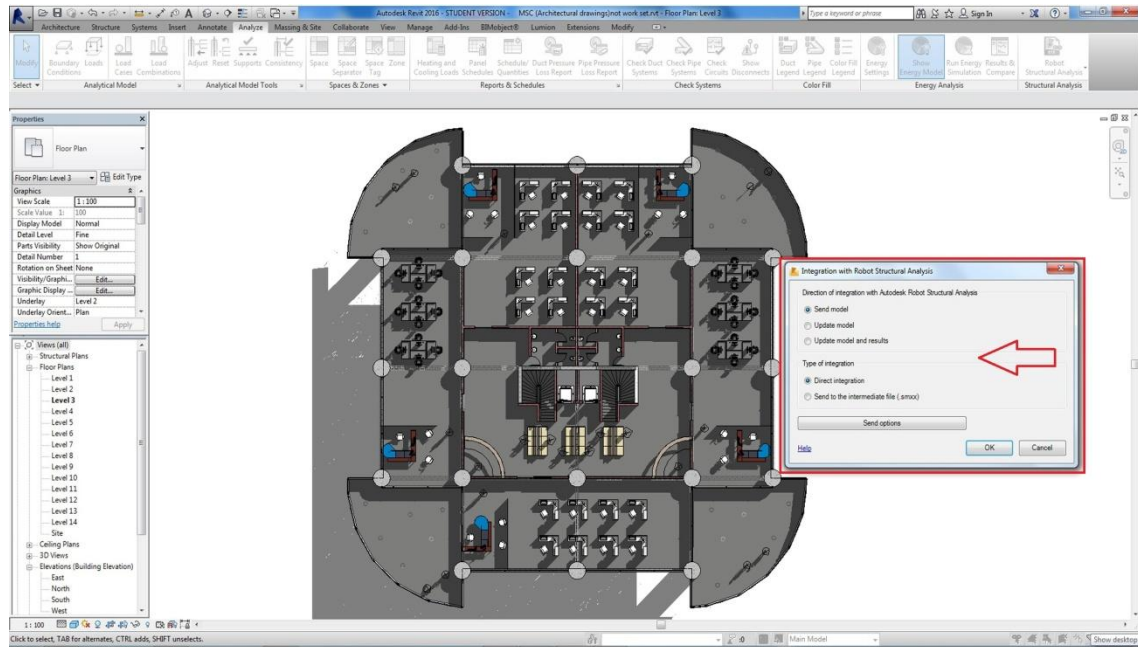 Autodesk Revit 2016 - STUDENT VERSION - MSC (Architectural drawings)not work set.rvt - Floor Plan: Level 3
Type a keyword or phrase
Sign In
Architecture Structure Systems Insert Annotate Analyze Massing & Site Collaborate View Manage Add-Ins BIMobject® Lumion Extensions Modify
Modify Boundary Conditions Loads Load Cases Load Combinations Adjust Reset Supports Consistency Space Space Separator Space Tag Zone Heating and Cooling Loads Panel Schedules Schedule/ Quantities Duct Pressure Loss Report Pipe Pressure Loss Report Check Duct Systems Check Pipe Systems Check Circuits Show Disconnects Duct Legend Pipe Legend Color Fill Legend Energy Settings Show Energy Model Run Energy Simulation Results & Compare Robot Structural Analysis
Select Analytical Model Analytical Model Tools Spaces & Zones Reports & Schedules Check Systems Color Fill Energy Analysis Structural Analysis
Properties
Floor Plan
Floor Plan: Level 3 Edit Type
Graphics
View Scale 1 : 100
Scale Value 1: 100
Display Model Normal
Detail Level Fine
Parts Visibility Show Original
Detail Number 1
Rotation on Sheet None
Visibility/Graphi... Edit...
Graphic Display ... Edit...
Underlay Level 2
Underlay Orient... Plan
Properties help Apply
Views (all)
Structural Plans
Floor Plans
Level 1
Level 2
Level 3
Level 4
Level 5
Level 6
Level 7
Level 8
Level 9
Level 10
Level 11
Level 12
Level 13
Level 14
Site
Ceiling Plans
3D Views
Elevations (Building Elevation)
East
North
South
West
Integration with Robot Structural Analysis
Direction of integration with Autodesk Robot Structural Analysis
Send model
Update model
Update model and results
Type of integration
Direct integration
Send to the intermediate file (.smxx)
Send options
Help OK Cancel
1 : 100
Click to select, TAB for alternates, CTRL adds, SHIFT unselects.
:0 Main Model
Show desktop